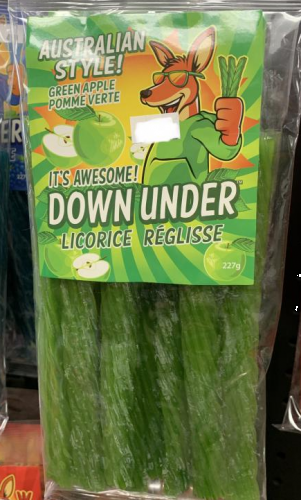 AUSTRALIAN
STYLE!
GREEN APPLE
POMME VERTE
IT'S AWESOME!
DOWN UNDER
LICORICE RÉGLISSE
227g